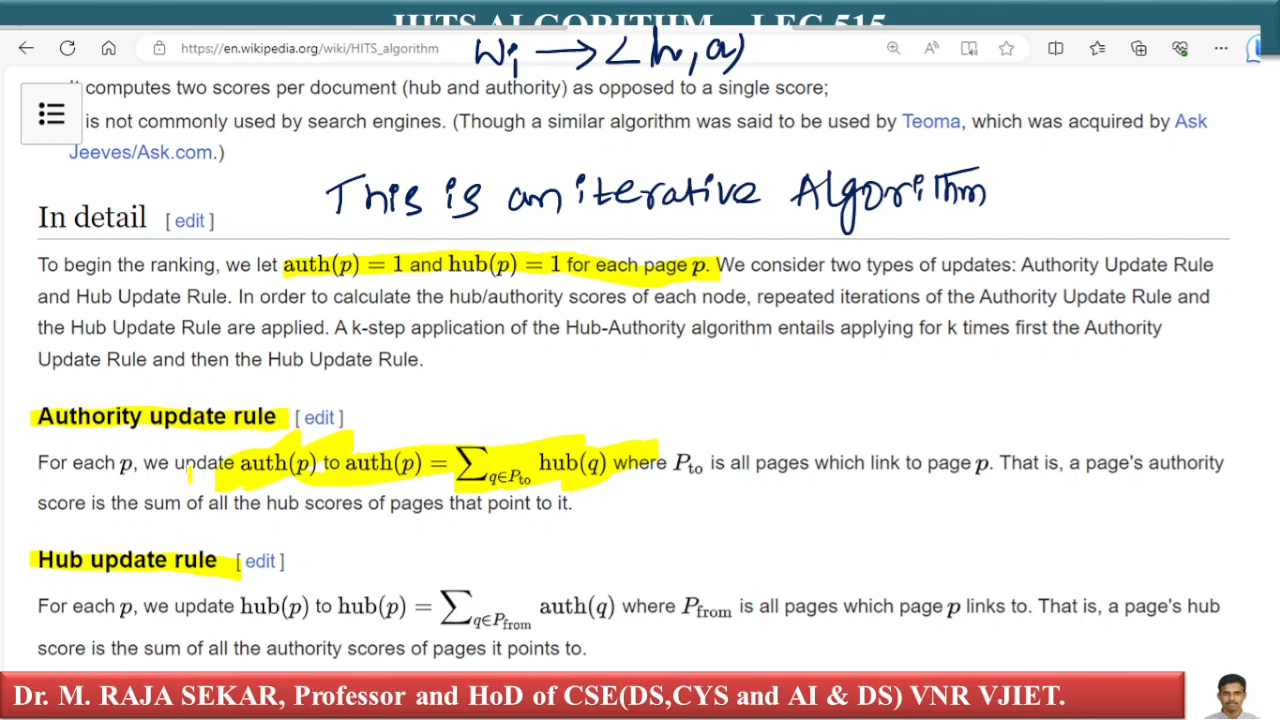 HITS ALGORITHM - LEC 515
https://en.wikipedia.org/wiki/HITS_algorithm
Wi → <h, a>
computes two scores per document (hub and authority) as opposed to a single score;
is not commonly used by search engines. (Though a similar algorithm was said to be used by Teoma, which was acquired by Ask
Jeeves/Ask.com.)
This is an iterative Algorithm
In detail [ edit ]
To begin the ranking, we let auth(p) = 1 and hub(p) = 1 for each page p. We consider two types of updates: Authority Update Rule
and Hub Update Rule. In order to calculate the hub/authority scores of each node, repeated iterations of the Authority Update Rule and
the Hub Update Rule are applied. A k-step application of the Hub-Authority algorithm entails applying for k times first the Authority
Update Rule and then the Hub Update Rule.
Authority update rule [ edit ]
For each p, we update auth(p) to auth(p) = ∑q∈Pto hub(q) where Pto is all pages which link to page p. That is, a page's authority
score is the sum of all the hub scores of pages that point to it.
Hub update rule [ edit ]
For each p, we update hub(p) to hub(p) = ∑q∈Pfrom auth(q) where Pfrom is all pages which page p links to. That is, a page's hub
score is the sum of all the authority scores of pages it points to.
Dr. M. RAJA SEKAR, Professor and HoD of CSE(DS,CYS and AI & DS) VNR VJIET.